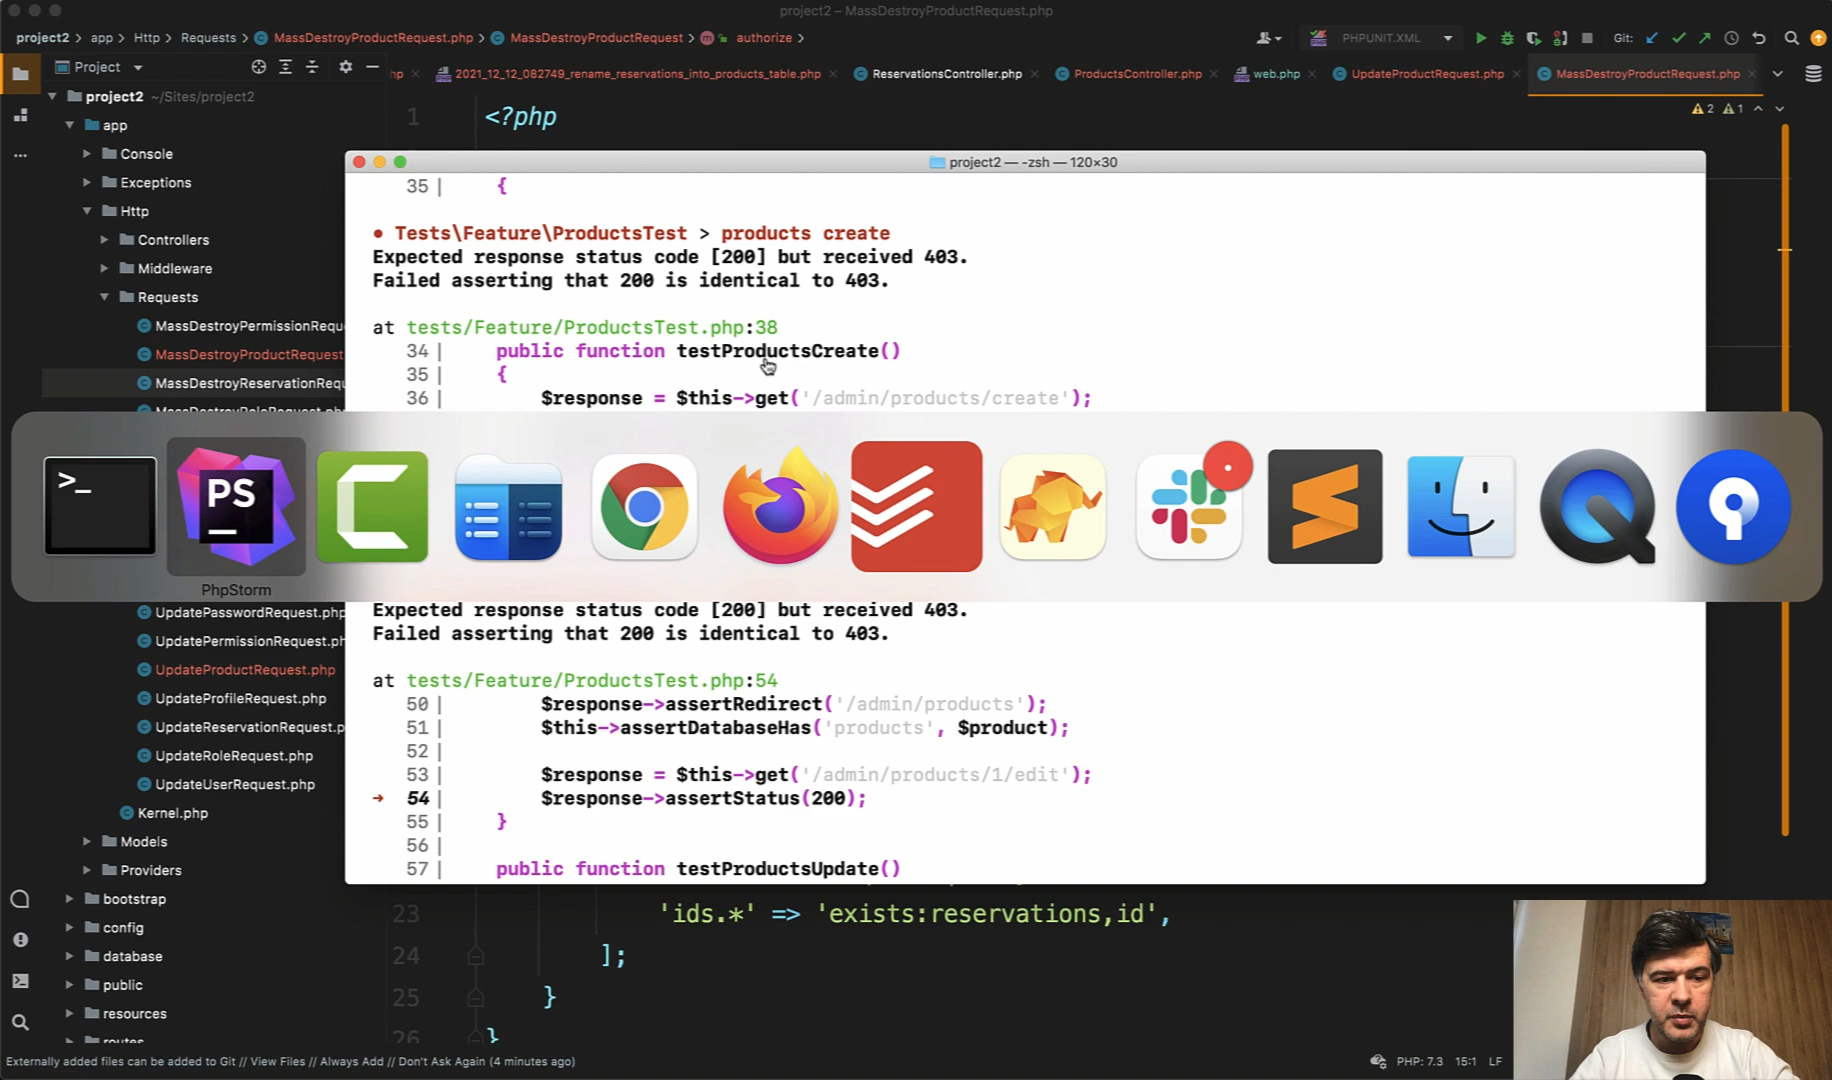 project2 – MassDestroyProductRequest.php
project2 > app > Http > Requests > MassDestroyProductRequest.php > MassDestroyProductRequest > authorize >
PHPUNIT.XML
Git:
Project
hp
2021_12_12_082749_rename_reservations_into_products_table.php
ReservationsController.php
ProductsController.php
web.php
UpdateProductRequest.php
MassDestroyProductRequest.php
project2 ~/Sites/project2
app
Console
Exceptions
Http
Controllers
Middleware
Requests
MassDestroyPermissionRequ
MassDestroyProductRequest
MassDestroyReservationRequ
UpdatePasswordRequest.php
UpdatePermissionRequest.ph
UpdateProductRequest.php
UpdateProfileRequest.php
UpdateReservationRequest.p
UpdateRoleRequest.php
UpdateUserRequest.php
Kernel.php
Models
Providers
bootstrap
config
database
public
resources
1 <?php
2 1
project2 — -zsh — 120×30
35| {
• Tests\Feature\ProductsTest > products create
Expected response status code [200] but received 403.
Failed asserting that 200 is identical to 403.
at tests/Feature/ProductsTest.php:38
34| public function testProductsCreate()
35| {
36| $response = $this->get('/admin/products/create');
>_
PS
PhpStorm
Expected response status code [200] but received 403.
Failed asserting that 200 is identical to 403.
at tests/Feature/ProductsTest.php:54
50| $response->assertRedirect('/admin/products');
51| $this->assertDatabaseHas('products', $product);
52|
53| $response = $this->get('/admin/products/1/edit');
➜ 54| $response->assertStatus(200);
55| }
56|
57| public function testProductsUpdate()
23 'ids.*' => 'exists:reservations,id',
24 ];
25 }
26 }
Externally added files can be added to Git // View Files // Always Add // Don't Ask Again (4 minutes ago)
PHP: 7.3 15:1 LF